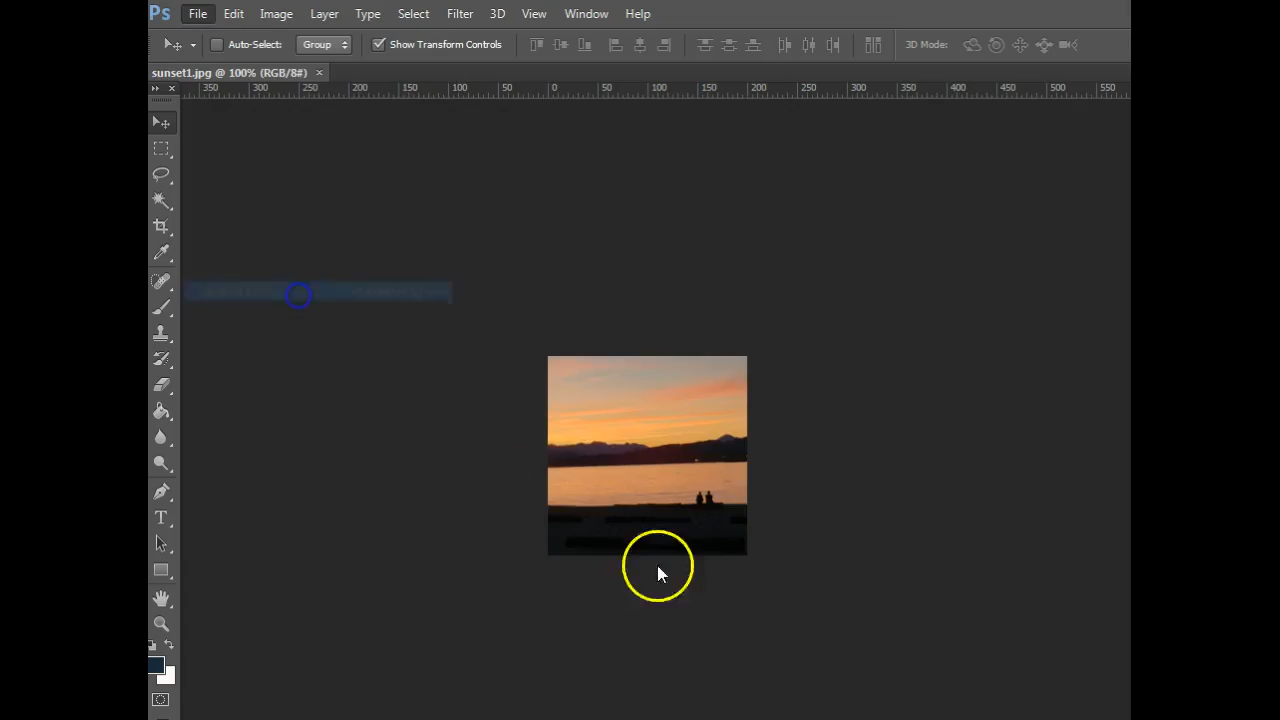 Ps File Edit Image Layer Type Select Filter 3D View Window Help
Auto-Select: Group Show Transform Controls 3D Mode:
sunset1.jpg @ 100% (RGB/8#) ×
350 300 250 200 150 100 50 0 50 100 150 200 250 300 350 400 450 500 550
T